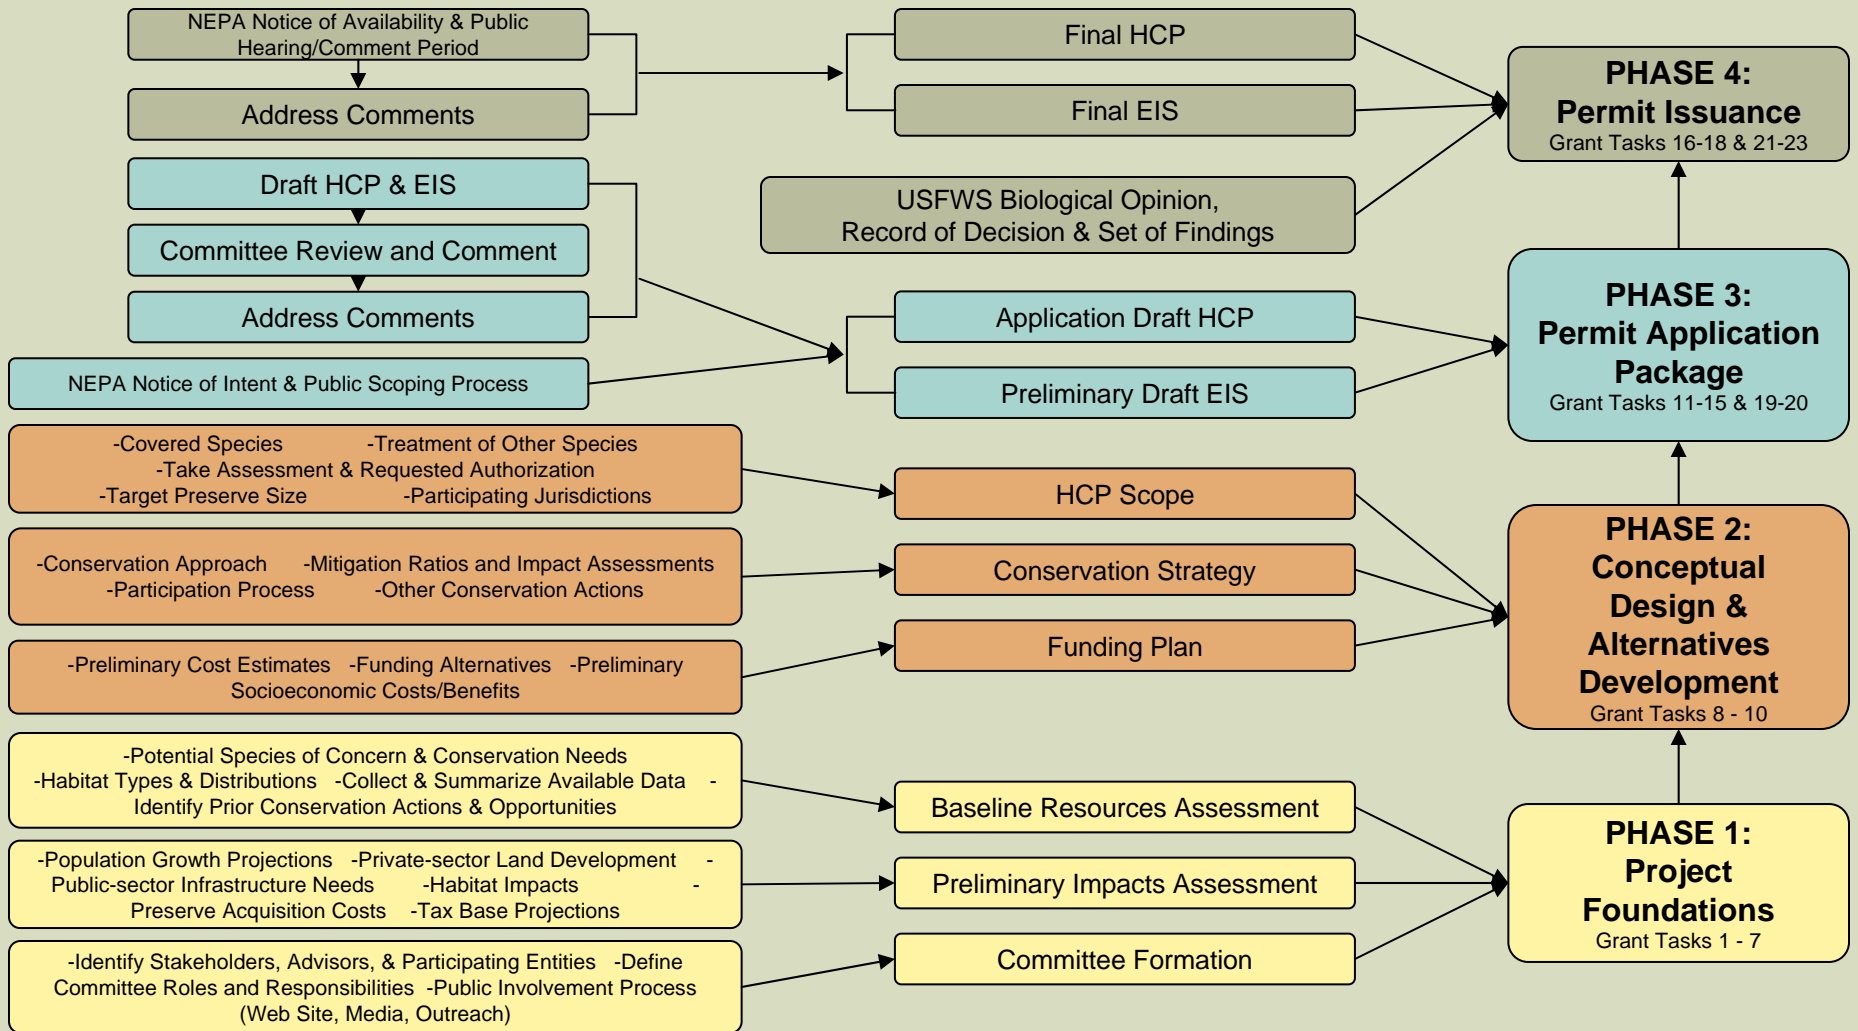 NEPA Notice of Availability & Public
Hearing/Comment Period
Address Comments
Final HCP
Final EIS
USFWS Biological Opinion,
Record of Decision & Set of Findings
PHASE 4:
Permit Issuance
Grant Tasks 16-18 & 21-23
Draft HCP & EIS
Committee Review and Comment
Address Comments
NEPA Notice of Intent & Public Scoping Process
Application Draft HCP
Preliminary Draft EIS
PHASE 3:
Permit Application
Package
Grant Tasks 11-15 & 19-20
-Covered Species -Treatment of Other Species
-Take Assessment & Requested Authorization
-Target Preserve Size -Participating Jurisdictions
HCP Scope
-Conservation Approach -Mitigation Ratios and Impact Assessments
-Participation Process -Other Conservation Actions
Conservation Strategy
-Preliminary Cost Estimates -Funding Alternatives -Preliminary
Socioeconomic Costs/Benefits
Funding Plan
PHASE 2:
Conceptual
Design &
Alternatives
Development
Grant Tasks 8 - 10
-Potential Species of Concern & Conservation Needs
-Habitat Types & Distributions -Collect & Summarize Available Data -
Identify Prior Conservation Actions & Opportunities
Baseline Resources Assessment
-Population Growth Projections -Private-sector Land Development -
Public-sector Infrastructure Needs -Habitat Impacts -
Preserve Acquisition Costs -Tax Base Projections
Preliminary Impacts Assessment
-Identify Stakeholders, Advisors, & Participating Entities -Define
Committee Roles and Responsibilities -Public Involvement Process
(Web Site, Media, Outreach)
Committee Formation
PHASE 1:
Project
Foundations
Grant Tasks 1 - 7